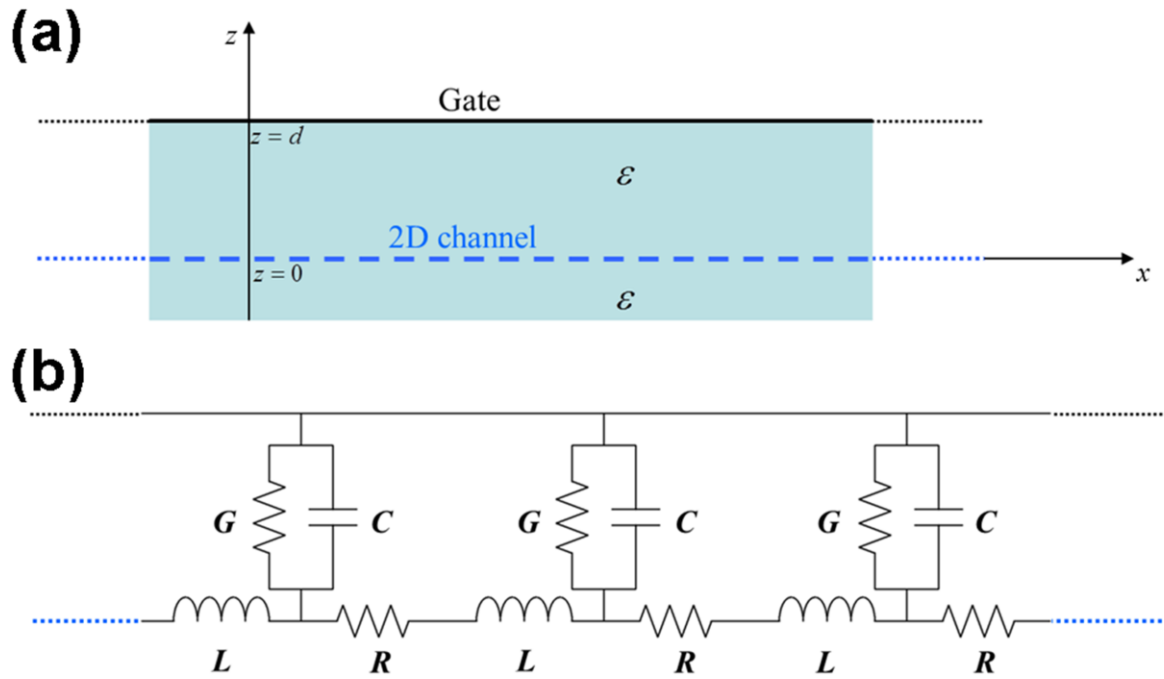 (a)
z
Gate
z = d
ε
2D channel
z = 0
x
ε
(b)
G C G C G C
L R L R L R